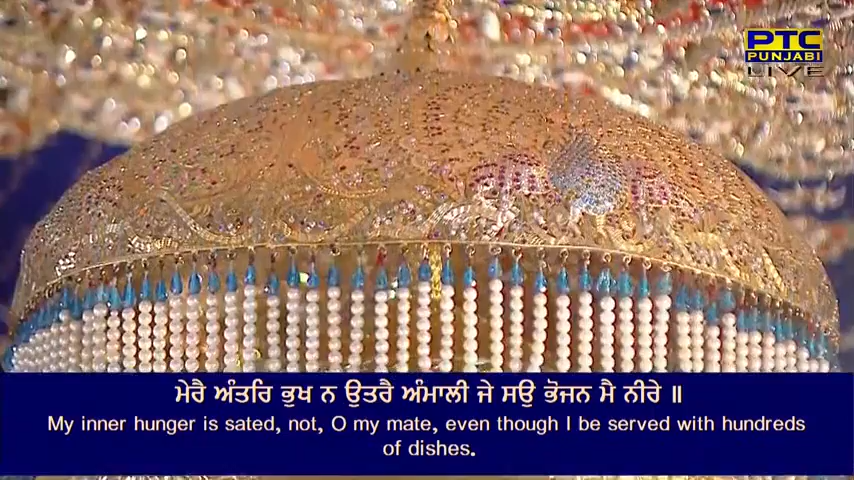 PTC
PUNJABI
LIVE
ਮੇਰੈ ਅੰਤਰਿ ਭੁਖ ਨ ਉਤਰੈ ਅੰਮਾਲੀ ਜੇ ਸਉ ਭੋਜਨ ਮੈ ਨੀਰੇ ॥
My inner hunger is sated, not, O my mate, even though I be served with hundreds
of dishes.